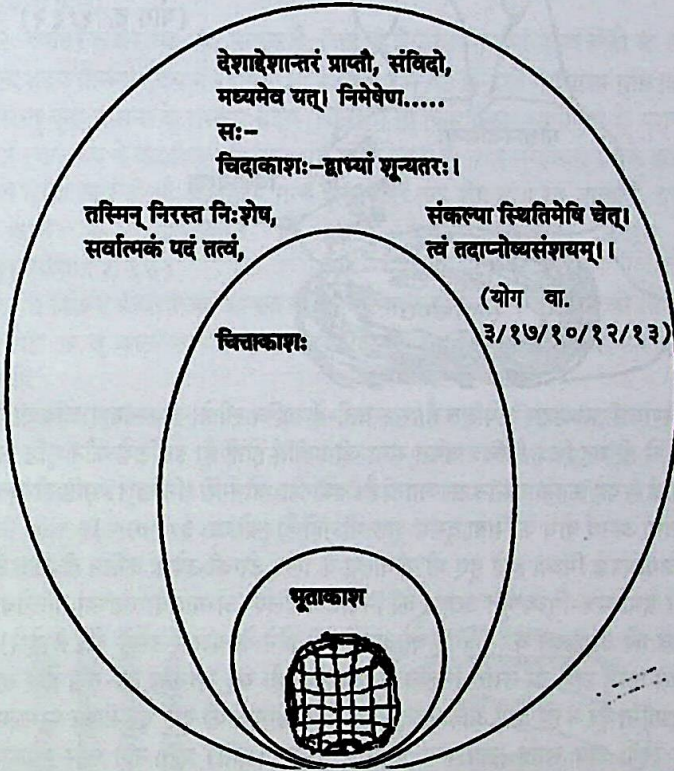 देशाद्देशान्तरं प्राप्तौ, संविदो,
मध्यमेव यत्। निमेषेण.....
सः-
चिदाकाशः-द्वाभ्यां शून्यतरः।
तस्मिन् निरस्त निःशेष,
सर्वात्मकं पदं तत्वं,
संकल्पा स्थितिमेषि चेत्।
त्वं तदाप्नोष्यसंशयम्।।
(योग वा.
३/१७/१०/१२/१३)
चित्ताकाशः
भूताकाश